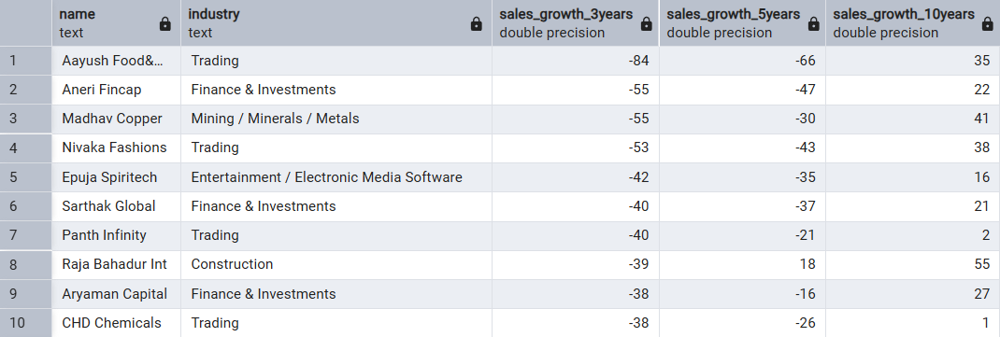 name industry sales_growth_3years sales_growth_5years sales_growth_10years
text text double precision double precision double precision
1 Aayush Food&... Trading -84 -66 35
2 Aneri Fincap Finance & Investments -55 -47 22
3 Madhav Copper Mining / Minerals / Metals -55 -30 41
4 Nivaka Fashions Trading -53 -43 38
5 Epuja Spiritech Entertainment / Electronic Media Software -42 -35 16
6 Sarthak Global Finance & Investments -40 -37 21
7 Panth Infinity Trading -40 -21 2
8 Raja Bahadur Int Construction -39 18 55
9 Aryaman Capital Finance & Investments -38 -16 27
10 CHD Chemicals Trading -38 -26 1